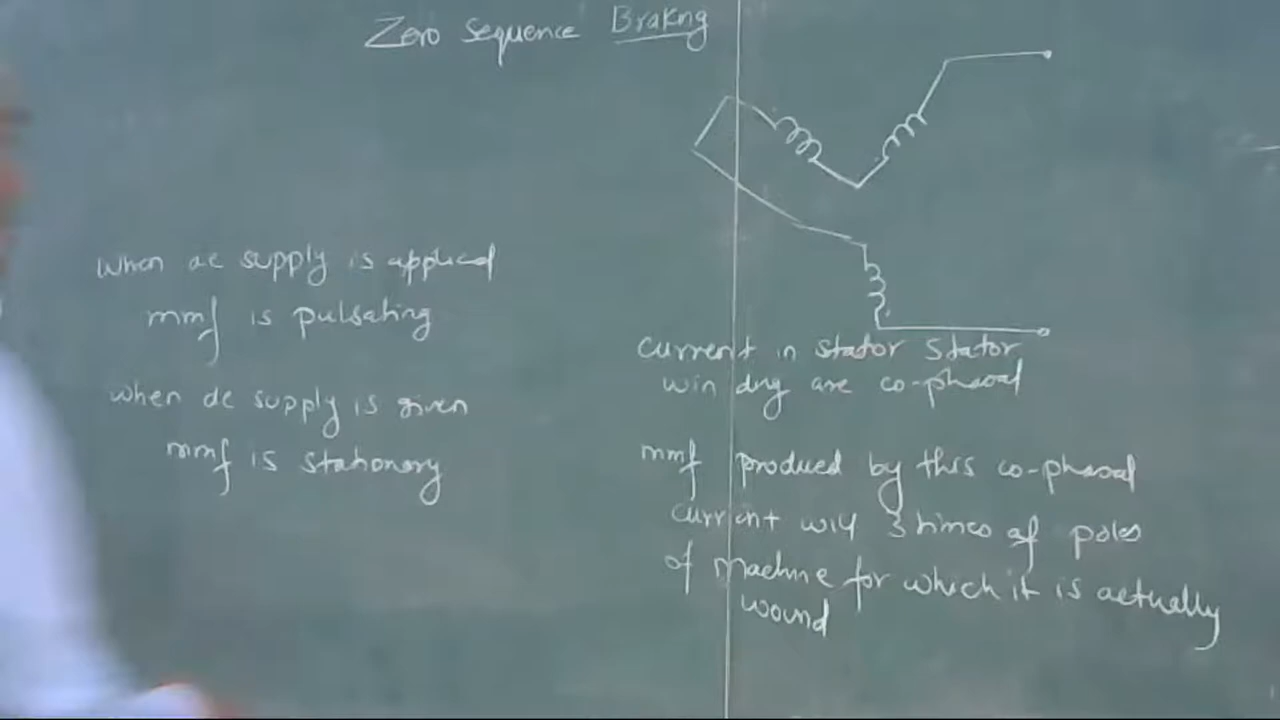 Zero Sequence Braking
When ac supply is applied
mmf is pulsating
when dc supply is given
mmf is stationary
Current in stator Stator
winding are co-phasal
mmf produced by this co-phasal
current will 3 times of poles
of machine for which it is actually
wound